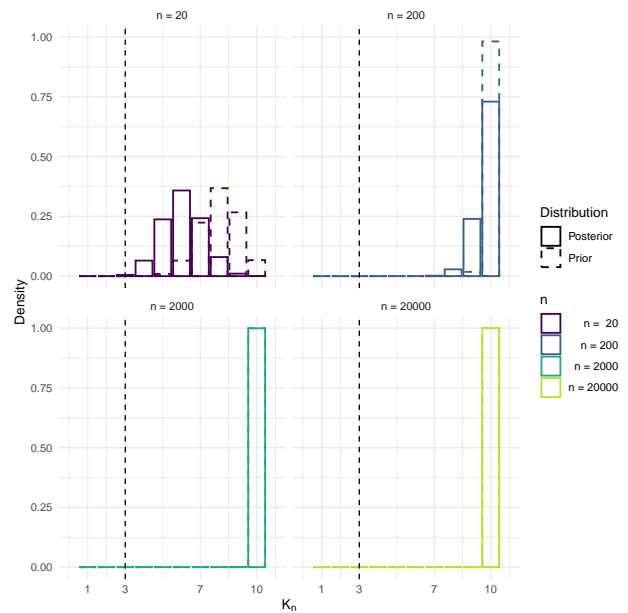 n = 20
n = 200
1.00
0.75
0.50
0.25
0.00
Density
n = 2000
n = 20000
1.00
0.75
0.50
0.25
0.00
1 3 7 10
1 3 7 10
Kn
Distribution
Posterior
Prior
n
n = 20
n = 200
n = 2000
n = 20000